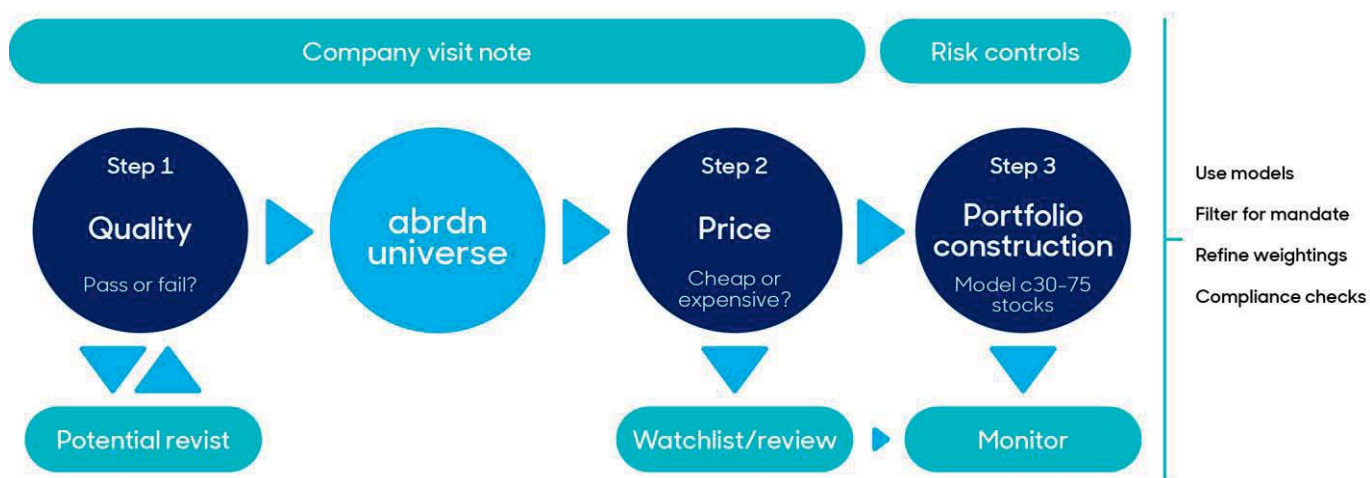 Company visit note
Risk controls
Step 1
Quality
Pass or fail?
abrdn
universe
Step 2
Price
Cheap or
expensive?
Step 3
Portfolio
construction
Model c30-75
stocks
Potential revist
Watchlist/review
Monitor
Use models
Filter for mandate
Refine weightings
Compliance checks